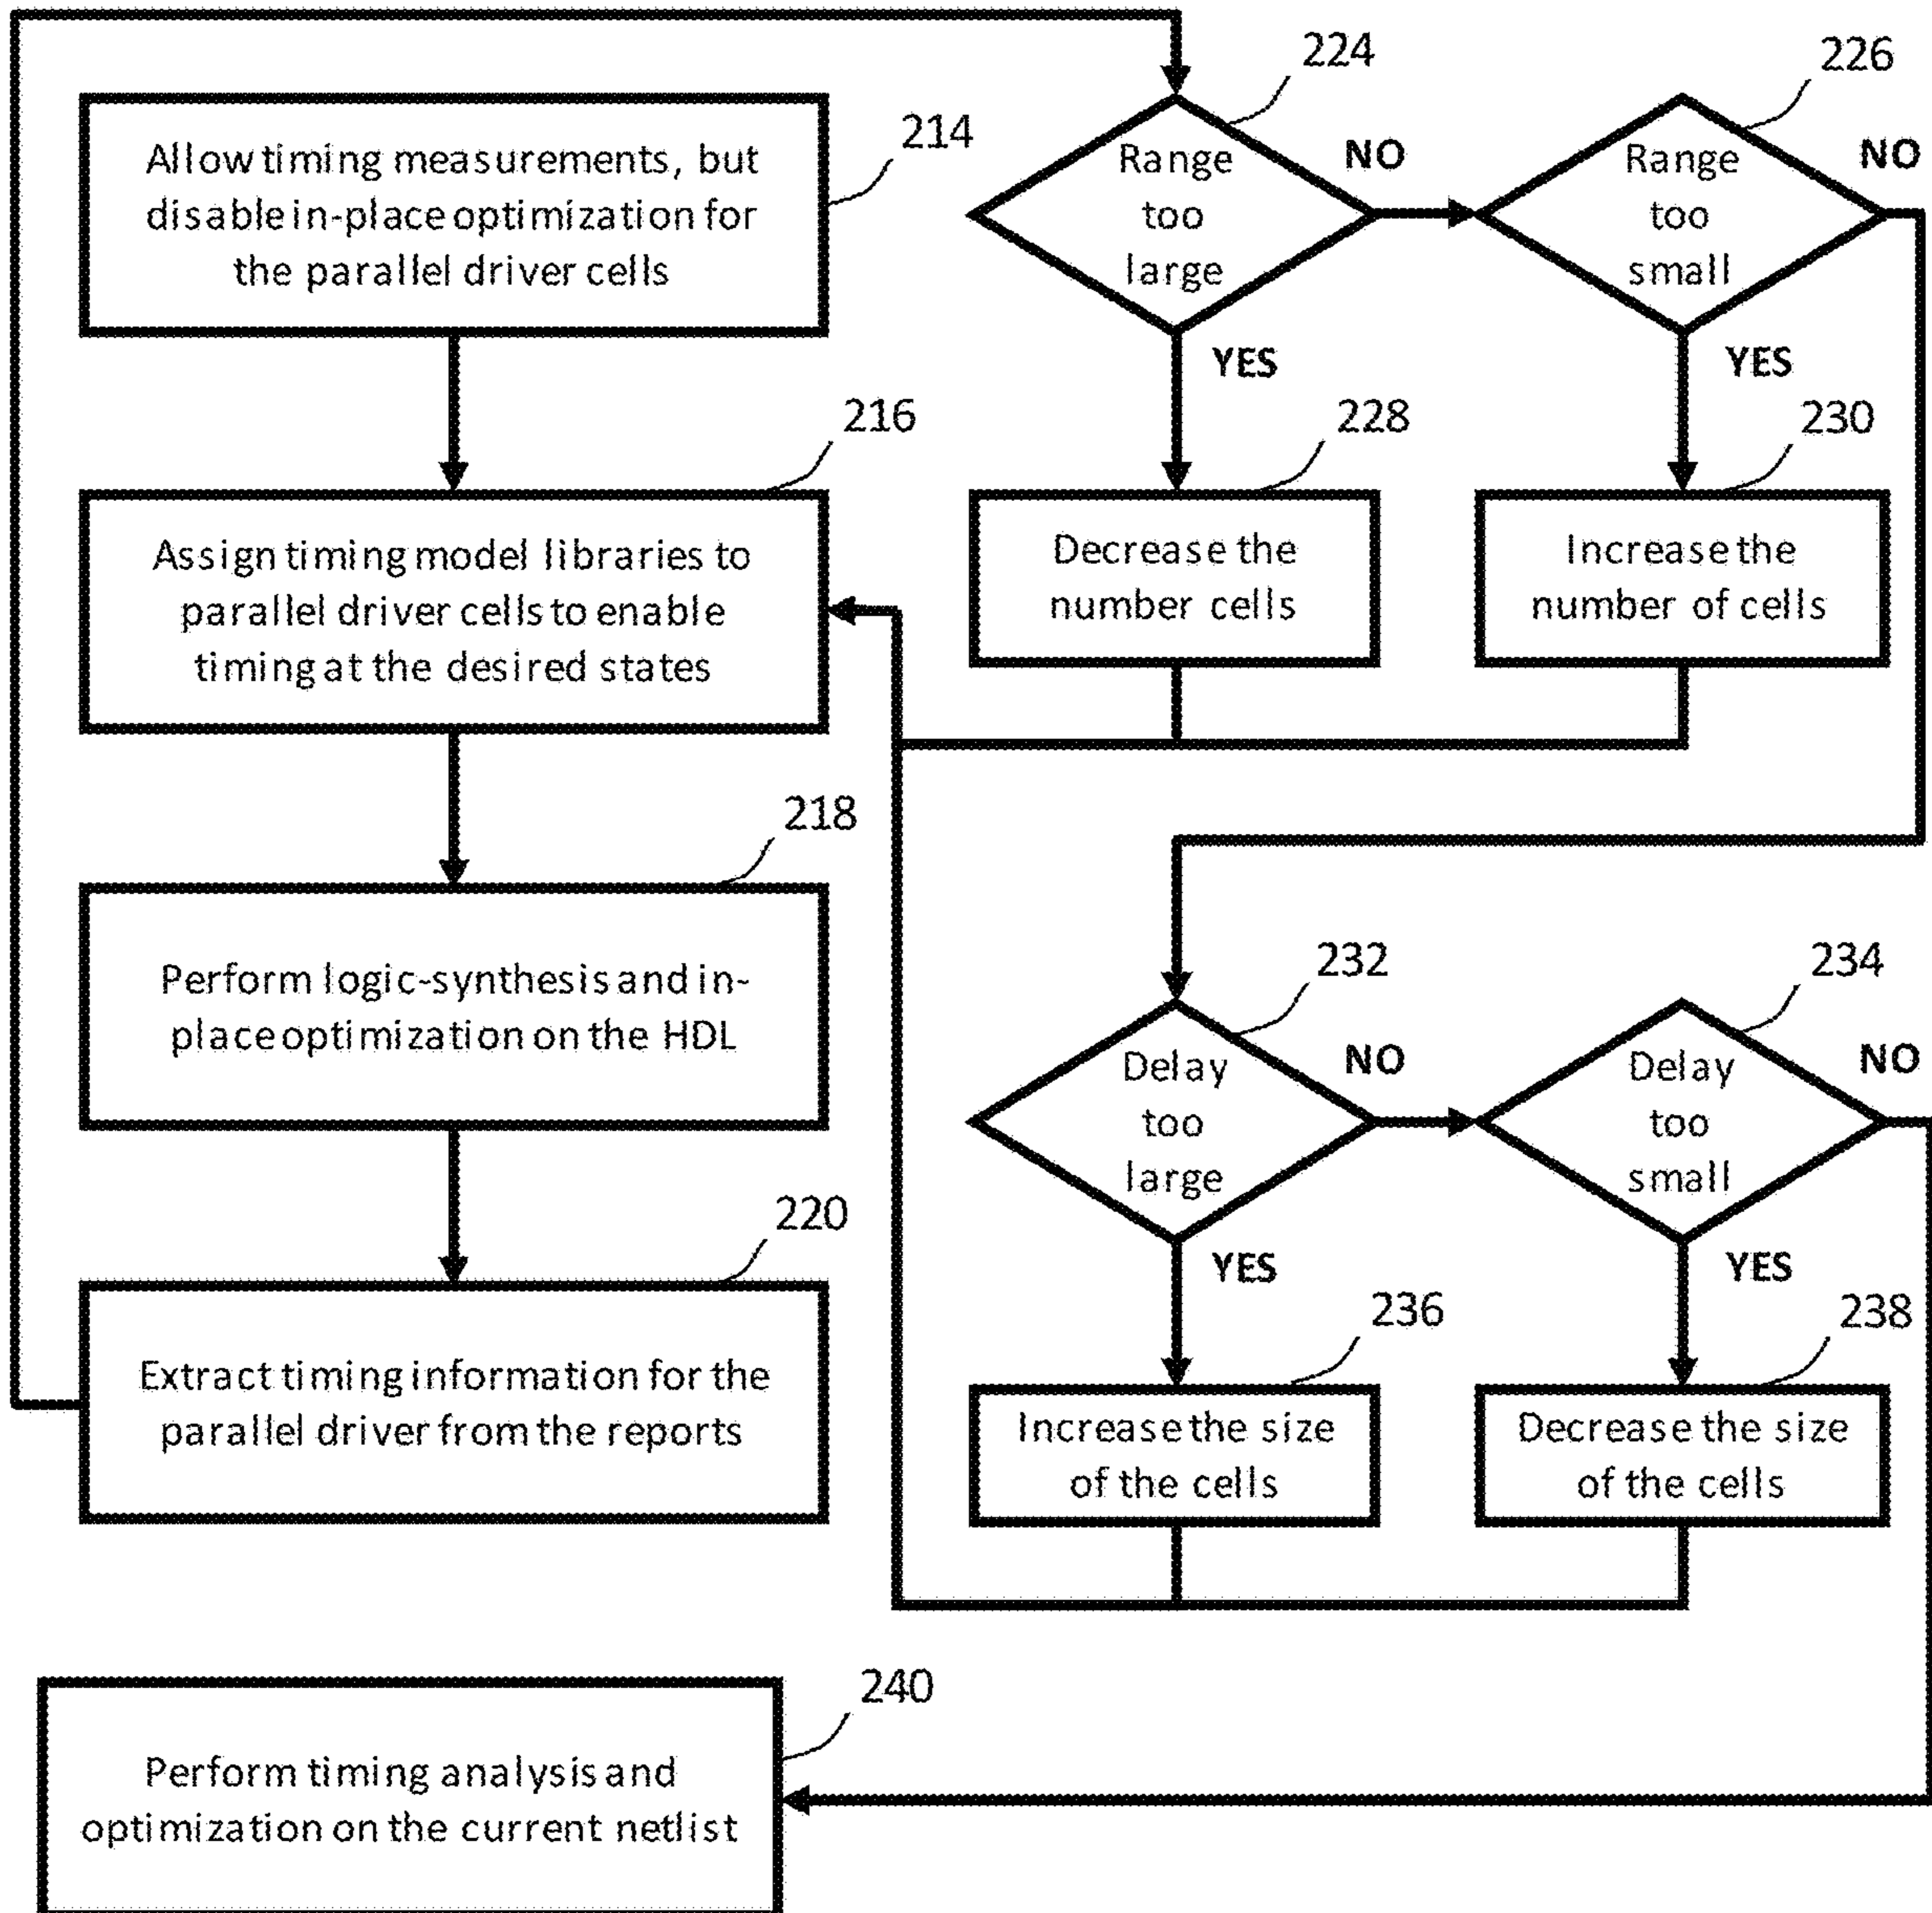 214
Allow timing measurements, but
disable in-place optimization for
the parallel driver cells
216
Assign timing model libraries to
parallel driver cells to enable
timing at the desired states
218
Perform logic-synthesis and in-
place optimization on the HDL
220
Extract timing information for the
parallel driver from the reports
224
Range
too
large
NO
YES
226
Range
too
small
NO
YES
228
Decrease the
number cells
230
Increase the
number of cells
232
Delay
too
large
NO
YES
234
Delay
too
small
NO
YES
236
Increase the size
of the cells
238
Decrease the size
of the cells
240
Perform timing analysis and
optimization on the current netlist